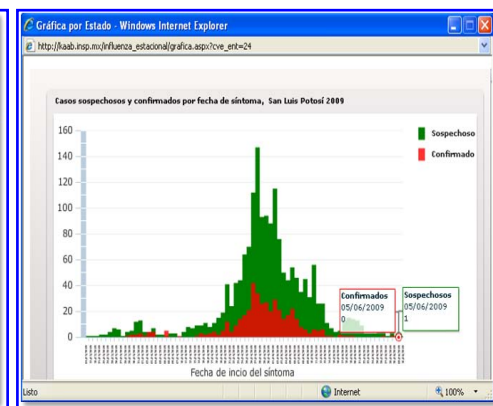 Gráfica por Estado - Windows Internet Explorer
http://kaab.insp.mx/influenza_estacional/grafica.aspx?cve_ent=24
Casos sospechosos y confirmados por fecha de síntoma, San Luis Potosí 2009
160
140
120
100
80
60
40
20
0
Sospechoso
Confirmado
Confirmados
05/06/2009
0
Sospechosos
05/06/2009
1
Fecha de incio del síntoma
Listo
Internet
100%